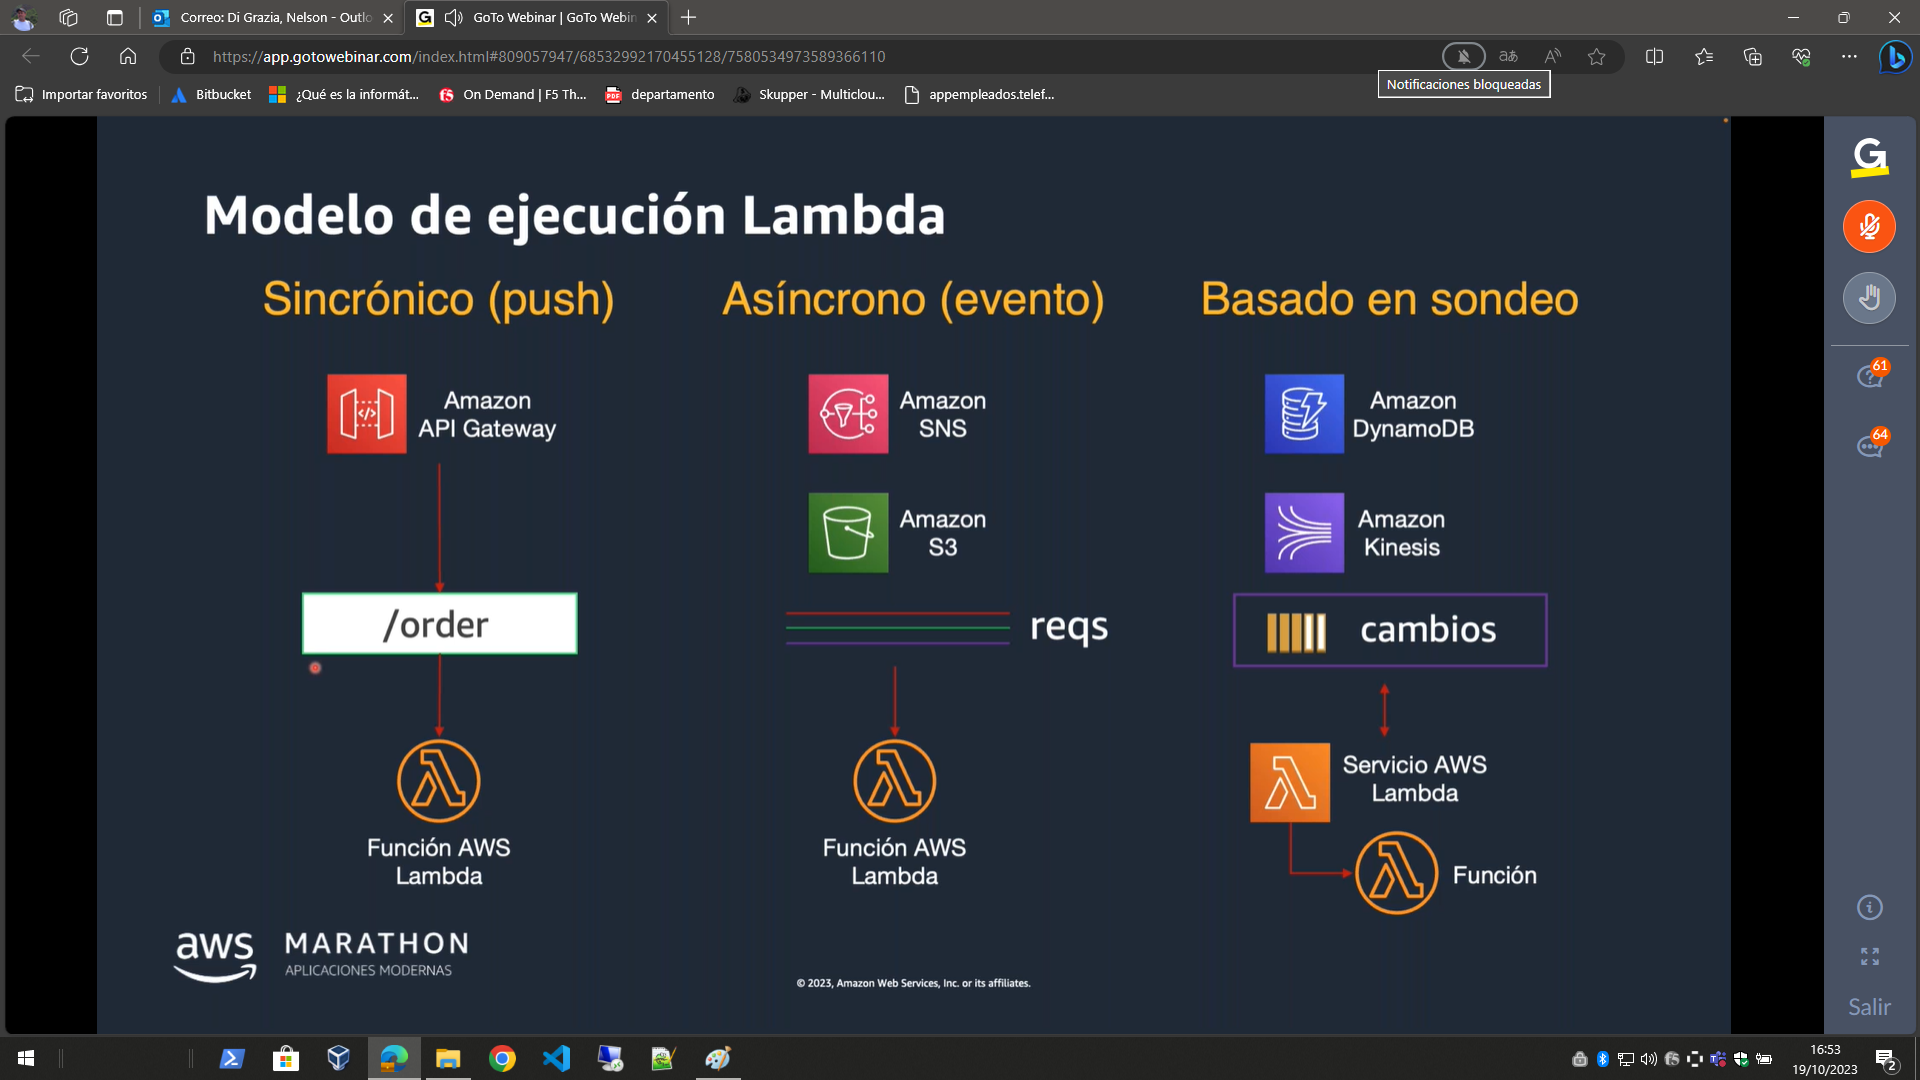 Correo: Di Grazia, Nelson - Outlo
GoTo Webinar | GoTo Webin
https://app.gotowebinar.com/index.html#809057947/68532992170455128/7580534973589366110
Notificaciones bloqueadas
Importar favoritos
Bitbucket
¿Qué es la informát...
On Demand | F5 Th...
departamento
Skupper - Multiclou...
appempleados.telef...
Modelo de ejecución Lambda
Sincrónico (push)
Asíncrono (evento)
Basado en sondeo
Amazon
API Gateway
Amazon
SNS
Amazon
DynamoDB
Amazon
S3
Amazon
Kinesis
/order
reqs
cambios
Servicio AWS
Lambda
Función AWS
Lambda
Función AWS
Lambda
Función
aws
MARATHON
APLICACIONES MODERNAS
© 2023, Amazon Web Services, Inc. or its affiliates.
G
61
64
Salir
16:53
19/10/2023
2